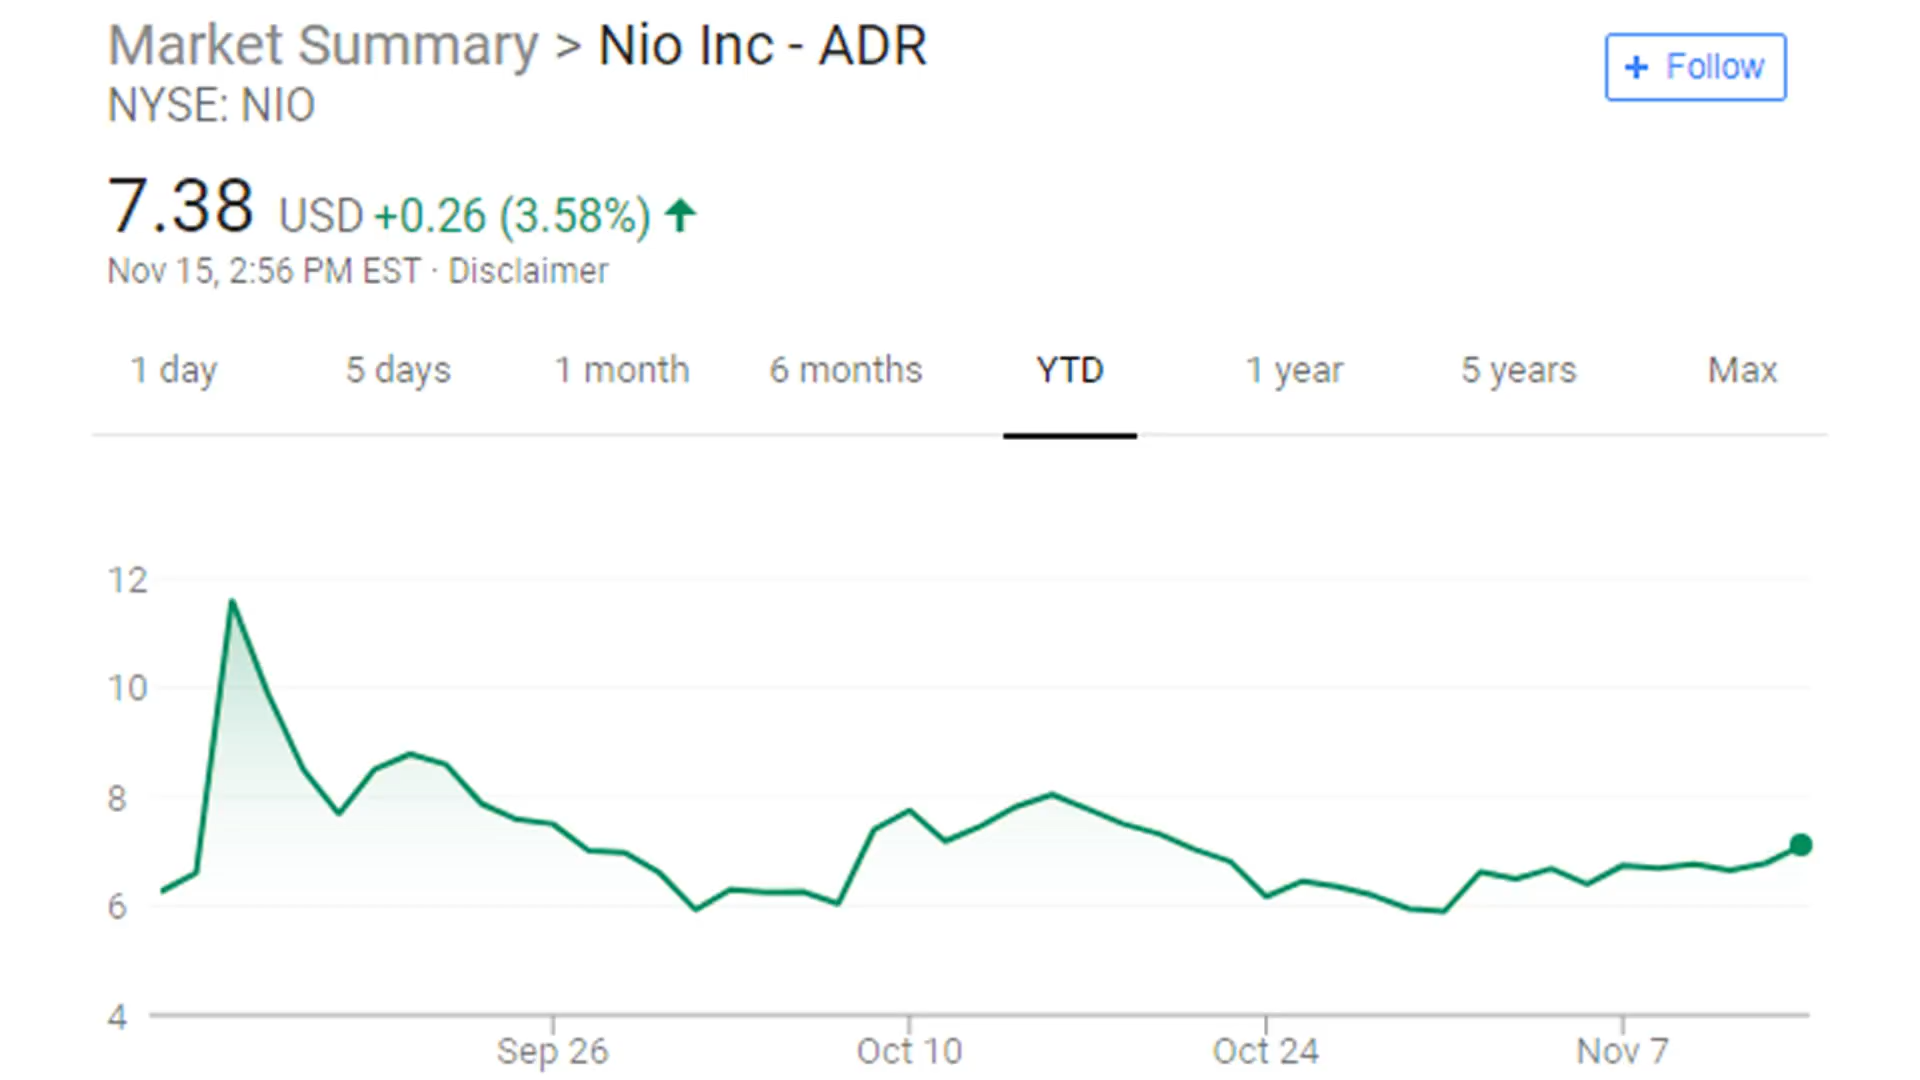 Market Summary > Nio Inc - ADR
+ Follow
NYSE: NIO
7.38 USD +0.26 (3.58%) ↑
Nov 15, 2:56 PM EST · Disclaimer
1 day 5 days 1 month 6 months YTD 1 year 5 years Max
12
10
8
6
4
Sep 26 Oct 10 Oct 24 Nov 7